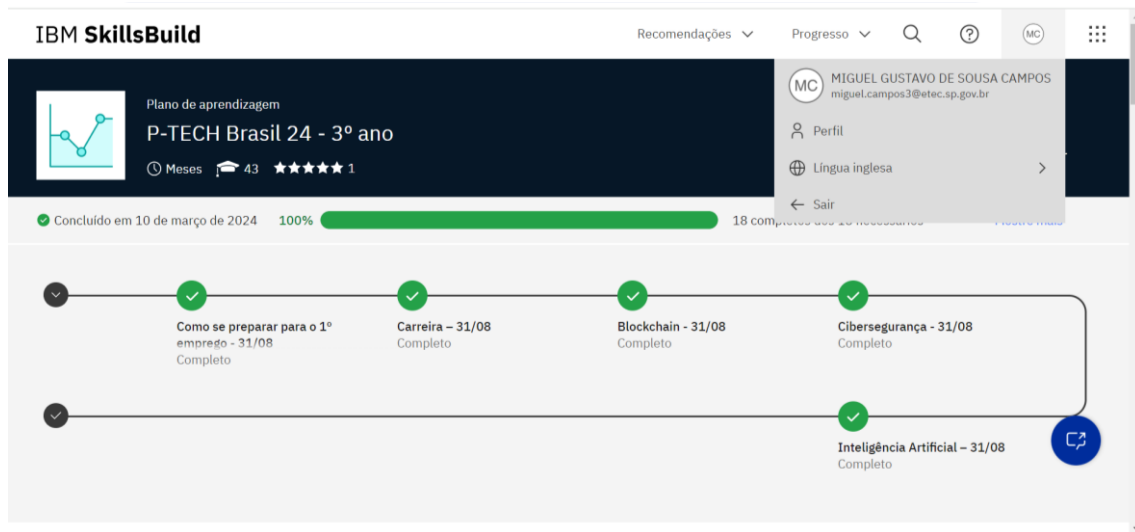 IBM SkillsBuild
Recomendações
Progresso
MC
MC
MIGUEL GUSTAVO DE SOUSA CAMPOS
miguel.campos3@etec.sp.gov.br
Perfil
Língua inglesa
Sair
Plano de aprendizagem
P-TECH Brasil 24 - 3º ano
Meses 43 1
Concluído em 10 de março de 2024 100% 18
Como se preparar para o 1º
emprego - 31/08
Completo
Carreira – 31/08
Completo
Blockchain - 31/08
Completo
Cibersegurança - 31/08
Completo
Inteligência Artificial – 31/08
Completo